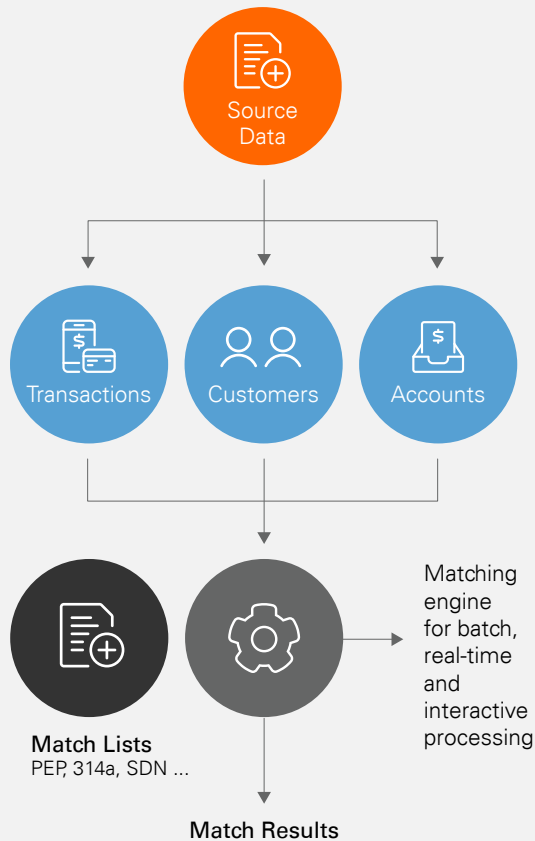 Source
Data
$
Transactions
Customers
$
Accounts
Matching
engine
for batch,
real-time
and
interactive
processing
Match Lists
PEP, 314a, SDN ...
Match Results